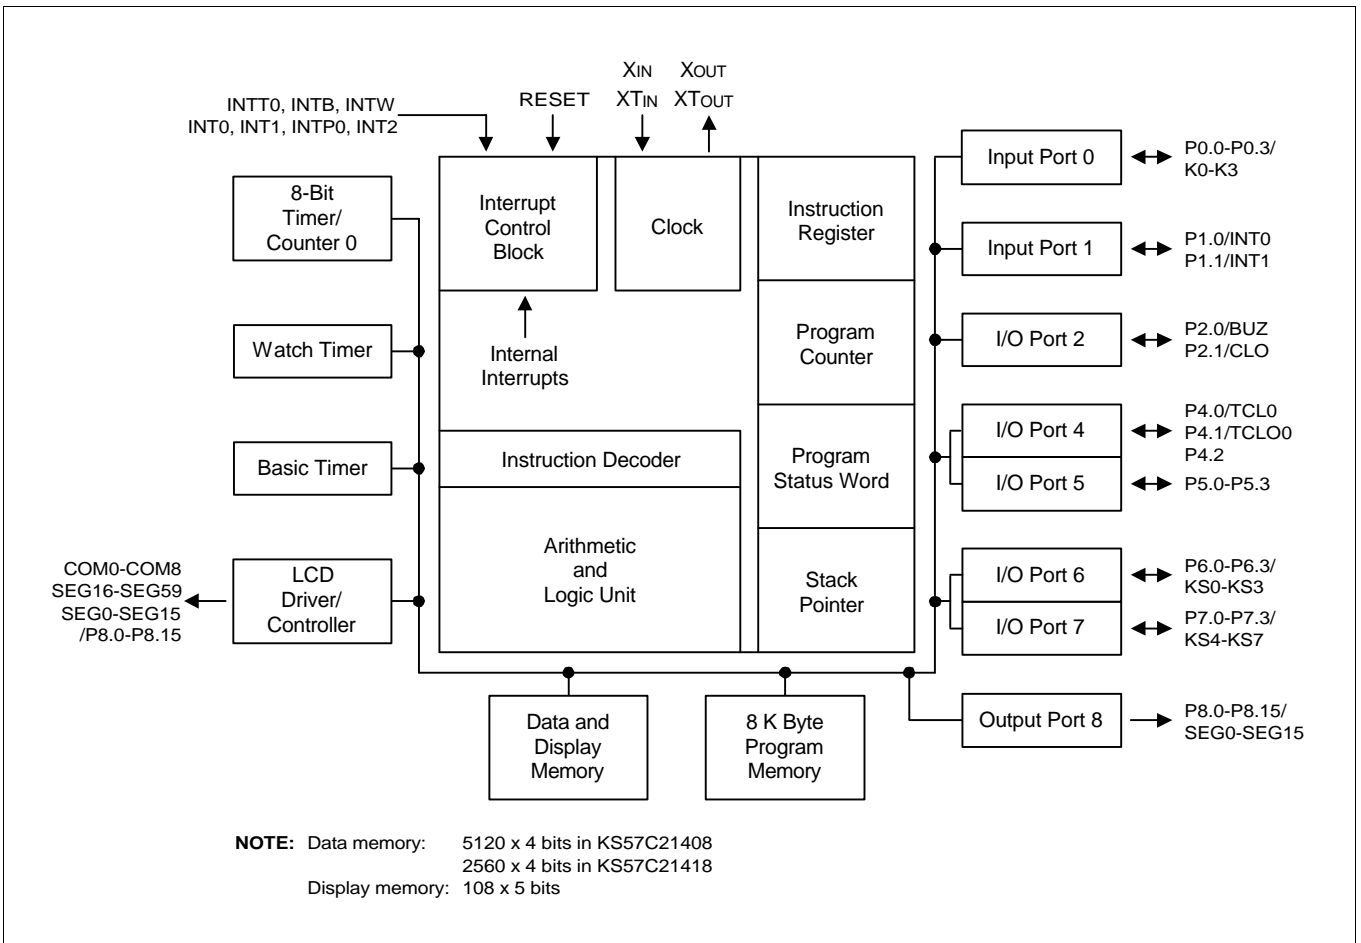 XIN XOUT
XTIN XTOUT
RESET
INTT0, INTB, INTW
INT0, INT1, INTP0, INT2
8-Bit
Timer/
Counter 0
Watch Timer
Basic Timer
COM0-COM8
SEG16-SEG59
SEG0-SEG15
/P8.0-P8.15
LCD
Driver/
Controller
Interrupt
Control
Block
Clock
Internal
Interrupts
Instruction Decoder
Arithmetic
and
Logic Unit
Instruction
Register
Program
Counter
Program
Status Word
Stack
Pointer
Input Port 0
P0.0-P0.3/
K0-K3
Input Port 1
P1.0/INT0
P1.1/INT1
I/O Port 2
P2.0/BUZ
P2.1/CLO
I/O Port 4
P4.0/TCL0
P4.1/TCLO0
P4.2
I/O Port 5
P5.0-P5.3
I/O Port 6
P6.0-P6.3/
KS0-KS3
I/O Port 7
P7.0-P7.3/
KS4-KS7
Output Port 8
P8.0-P8.15/
SEG0-SEG15
Data and
Display
Memory
8 K Byte
Program
Memory
NOTE: Data memory: 5120 x 4 bits in KS57C21408
2560 x 4 bits in KS57C21418
Display memory: 108 x 5 bits